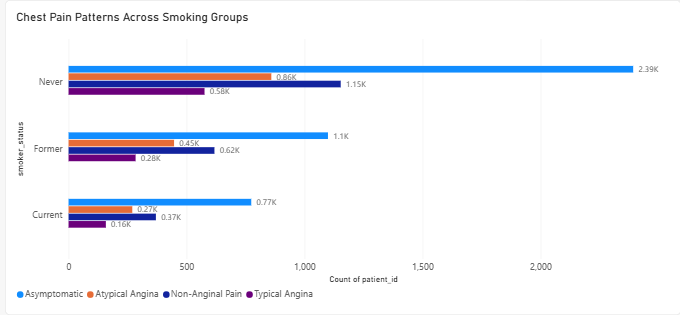 Chest Pain Patterns Across Smoking Groups
smoker_status
Never
2.39K
0.86K
1.15K
0.58K
Former
1.1K
0.45K
0.62K
0.28K
Current
0.77K
0.27K
0.37K
0.16K
0 500 1,000 1,500 2,000
Count of patient_id
Asymptomatic Atypical Angina Non-Anginal Pain Typical Angina